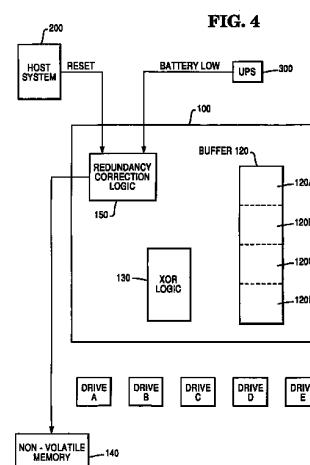 FIG. 4
200
HOST
SYSTEM
RESET
BATTERY LOW
UPS
300
100
REDUNDANCY
CORRECTION
LOGIC
150
BUFFER 120
120A
130
XOR
LOGIC
DRIVE
A
DRIVE
B
DRIVE
C
DRIVE
D
DRIVE
E
NON - VOLATILE
MEMORY
140